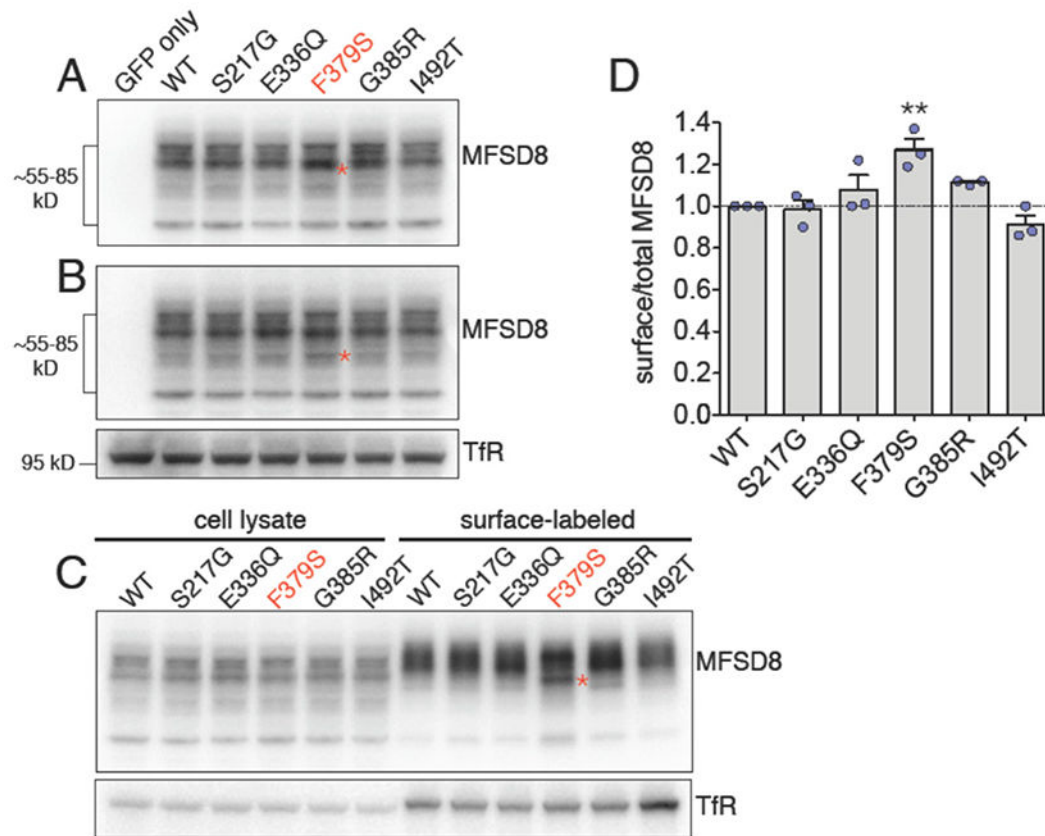 A
GFP only
WT
S217G
E336Q
F379S
G385R
I492T
~55-85
kD
MFSD8
*
B
~55-85
kD
MFSD8
*
95 kD
TfR
cell lysate
surface-labeled
C
WT
S217G
E336Q
F379S
G385R
I492T
WT
S217G
E336Q
F379S
G385R
I492T
MFSD8
*
TfR
D
surface/total MFSD8
1.4
1.2
1.0
0.8
0.6
0.4
0.2
0.0
**
WT
S217G
E336Q
F379S
G385R
I492T